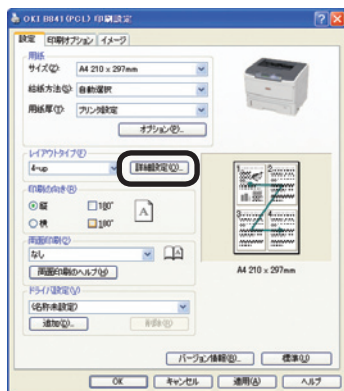 OKI B841(PCL) 印刷設定
設定 印刷オプション イメージ
用紙
サイズ(Z): A4 210 x 297mm
給紙方法(S): 自動選択
用紙厚(T): プリンタ設定
オプション(P)...
レイアウトタイプ(F)
4-up 詳細設定(O)...
印刷の向き(R)
縦 180°
横 180°
A
両面印刷(2)
なし
両面印刷のヘルプ(H)
A4 210 x 297mm
ドライバ設定(V)
<名称未設定>
追加(D)... 削除(E)
バージョン情報(B)... 標準(U)
OK キャンセル 適用(A) ヘルプ